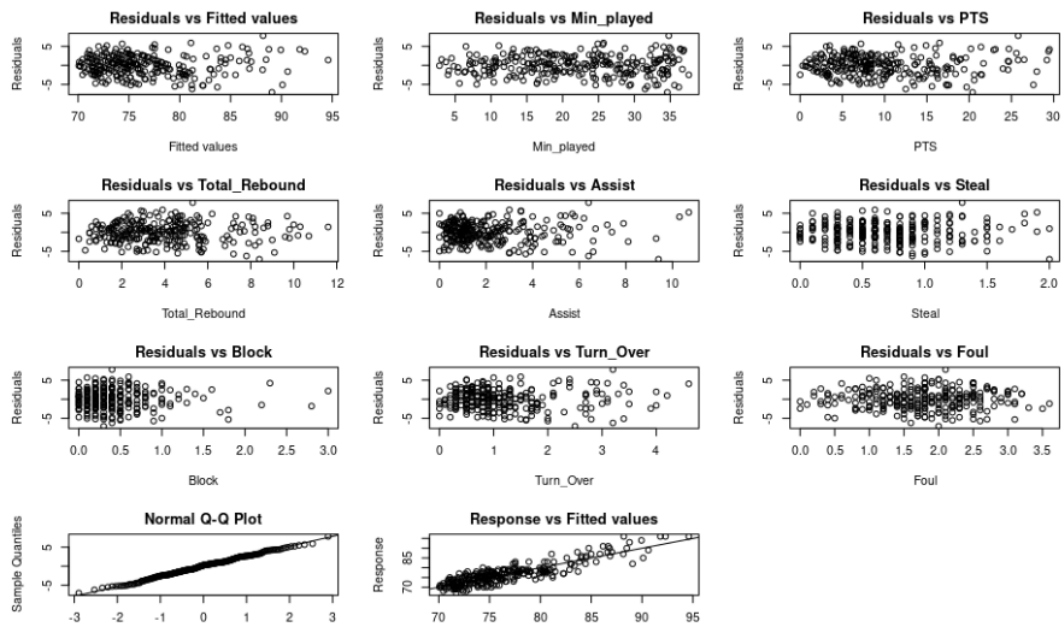 Residuals vs Fitted values
Residuals
5
-5
70 75 80 85 90 95
Fitted values
Residuals vs Min_played
Residuals
5
-5
5 10 15 20 25 30 35
Min_played
Residuals vs PTS
Residuals
5
-5
0 5 10 15 20 25 30
PTS
Residuals vs Total_Rebound
Residuals
5
-5
0 2 4 6 8 10 12
Total_Rebound
Residuals vs Assist
Residuals
5
-5
0 2 4 6 8 10
Assist
Residuals vs Steal
Residuals
5
-5
0.0 0.5 1.0 1.5 2.0
Steal
Residuals vs Block
Residuals
5
-5
0.0 0.5 1.0 1.5 2.0 2.5 3.0
Block
Residuals vs Turn_Over
Residuals
5
-5
0 1 2 3 4
Turn_Over
Residuals vs Foul
Residuals
5
-5
0.0 0.5 1.0 1.5 2.0 2.5 3.0 3.5
Foul
Normal Q-Q Plot
Sample Quantiles
5
-5
-3 -2 -1 0 1 2 3
Response vs Fitted values
Response
85
70
70 75 80 85 90 95